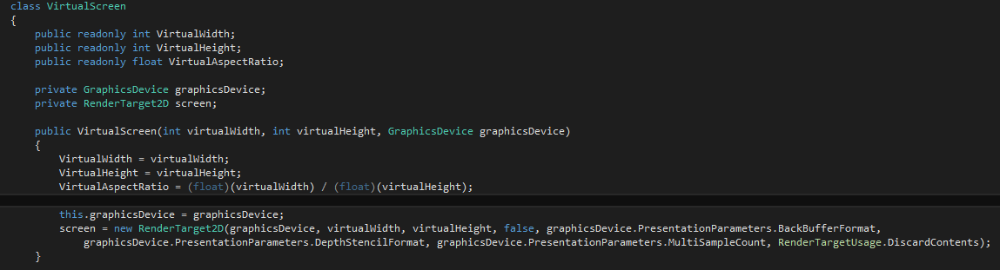 class VirtualScreen
{
    public readonly int VirtualWidth;
    public readonly int VirtualHeight;
    public readonly float VirtualAspectRatio;

    private GraphicsDevice graphicsDevice;
    private RenderTarget2D screen;

    public VirtualScreen(int virtualWidth, int virtualHeight, GraphicsDevice graphicsDevice)
    {
        VirtualWidth = virtualWidth;
        VirtualHeight = virtualHeight;
        VirtualAspectRatio = (float)(virtualWidth) / (float)(virtualHeight);

        this.graphicsDevice = graphicsDevice;
        screen = new RenderTarget2D(graphicsDevice, virtualWidth, virtualHeight, false, graphicsDevice.PresentationParameters.BackBufferFormat,
            graphicsDevice.PresentationParameters.DepthStencilFormat, graphicsDevice.PresentationParameters.MultiSampleCount, RenderTargetUsage.DiscardContents);
    }